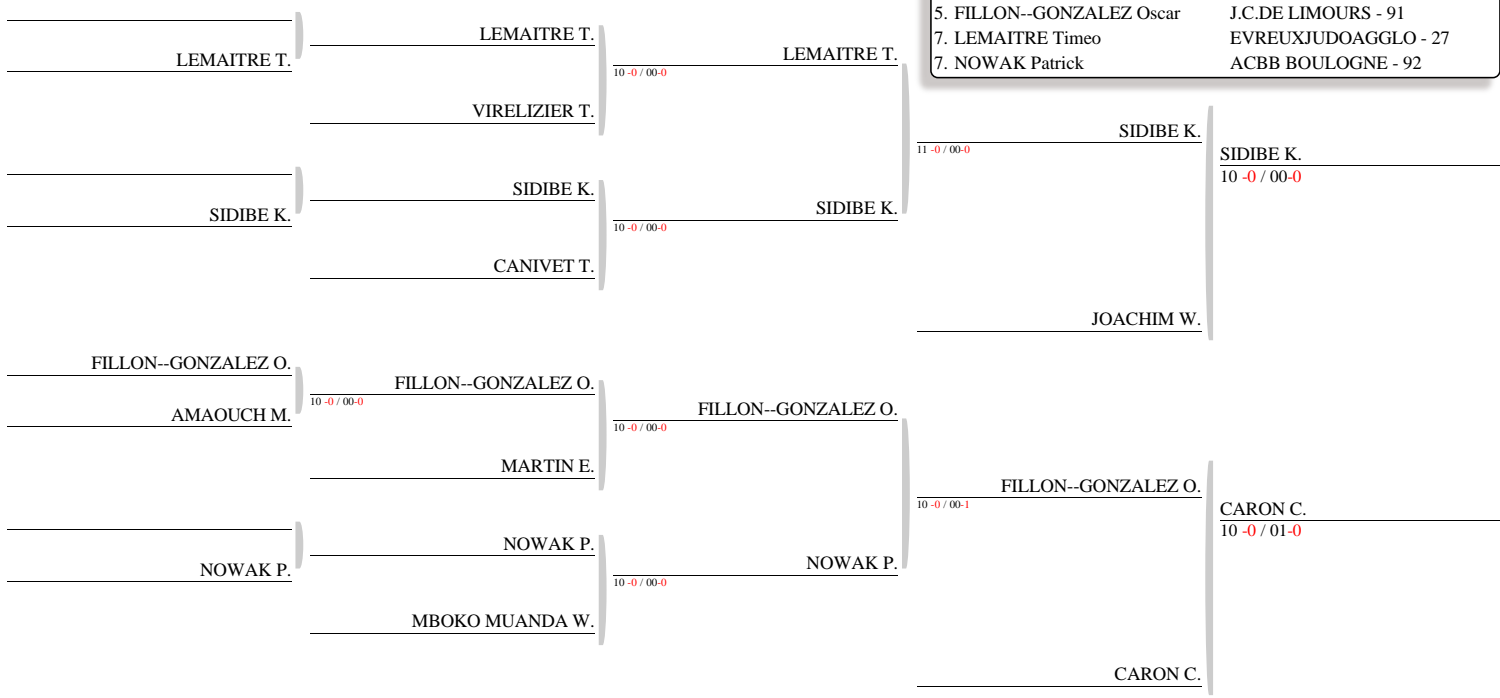 5. FILLON--GONZALEZ Oscar J.C.DE LIMOURS - 91
7. LEMAITRE Timeo EVREUXJUDOAGGLO - 27
7. NOWAK Patrick ACBB BOULOGNE - 92
LEMAITRE T.
SIDIBE K.
FILLON--GONZALEZ O.
AMAOUCH M.
NOWAK P.
LEMAITRE T.
VIRELIZIER T.
SIDIBE K.
CANIVET T.
FILLON--GONZALEZ O.
10 -0 / 00-0
MARTIN E.
NOWAK P.
MBOKO MUANDA W.
LEMAITRE T.
10 -0 / 00-0
SIDIBE K.
10 -0 / 00-0
FILLON--GONZALEZ O.
10 -0 / 00-0
NOWAK P.
10 -0 / 00-0
SIDIBE K.
11 -0 / 00-0
JOACHIM W.
FILLON--GONZALEZ O.
10 -0 / 00-1
CARON C.
SIDIBE K.
10 -0 / 00-0
CARON C.
10 -0 / 01-0